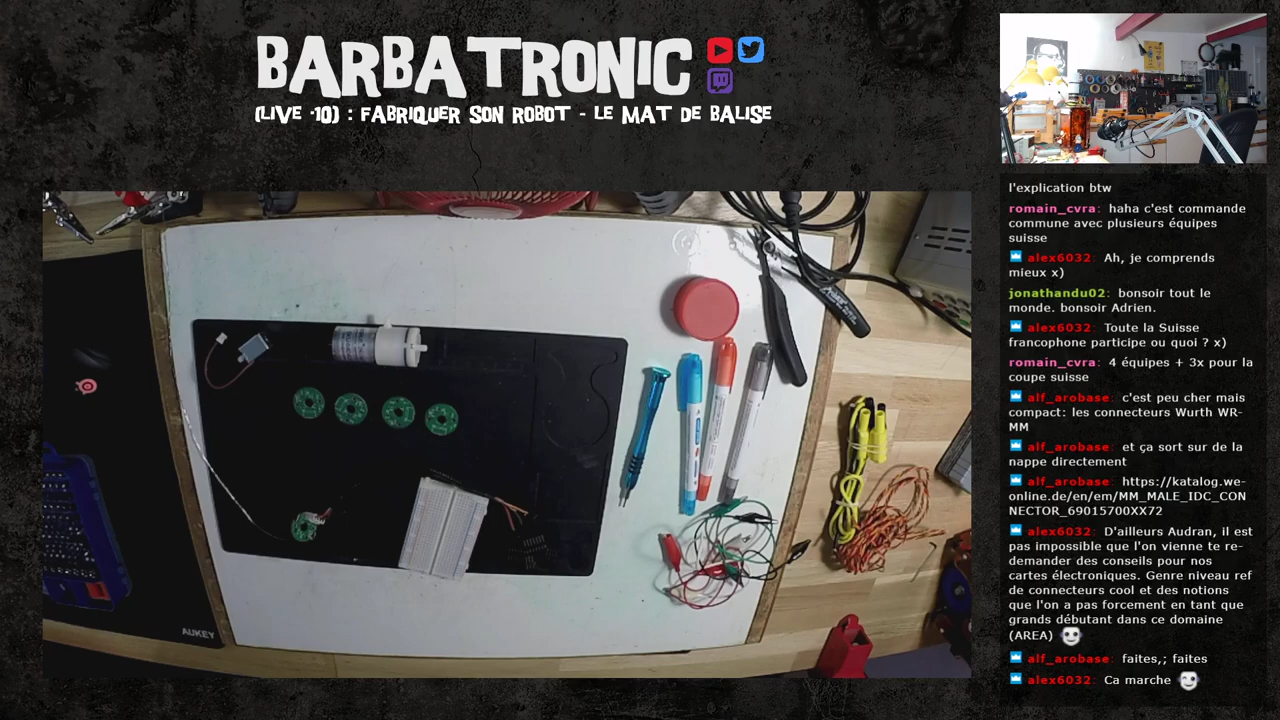 BARBATRONIC
(LIVE -10) : FABRIQUER SON ROBOT - LE MAT DE BALISE
l'explication btw
romain_cvra: haha c'est commande
commune avec plusieurs équipes
suisse
alex6032: Ah, je comprends
mieux x)
jonathandu02: bonsoir tout le
monde. bonsoir Adrien.
alex6032: Toute la Suisse
francophone participe ou quoi ? x)
romain_cvra: 4 équipes + 3x pour la
coupe suisse
alf_arobase: c'est peu cher mais
compact: les connecteurs Wurth WR-
MM
alf_arobase: et ça sort sur de la
nappe directement
alf_arobase: https://katalog.we-
online.de/en/em/MM_MALE_IDC_CON
NECTOR_69015700XX72
alex6032: D'ailleurs Audran, il est
pas impossible que l'on vienne te re-
demander des conseils pour nos
cartes électroniques. Genre niveau ref
de connecteurs cool et des notions
que l'on a pas forcement en tant que
grands débutant dans ce domaine
(AREA)
alf_arobase: faites,; faites
alex6032: Ca marche
AUKEY